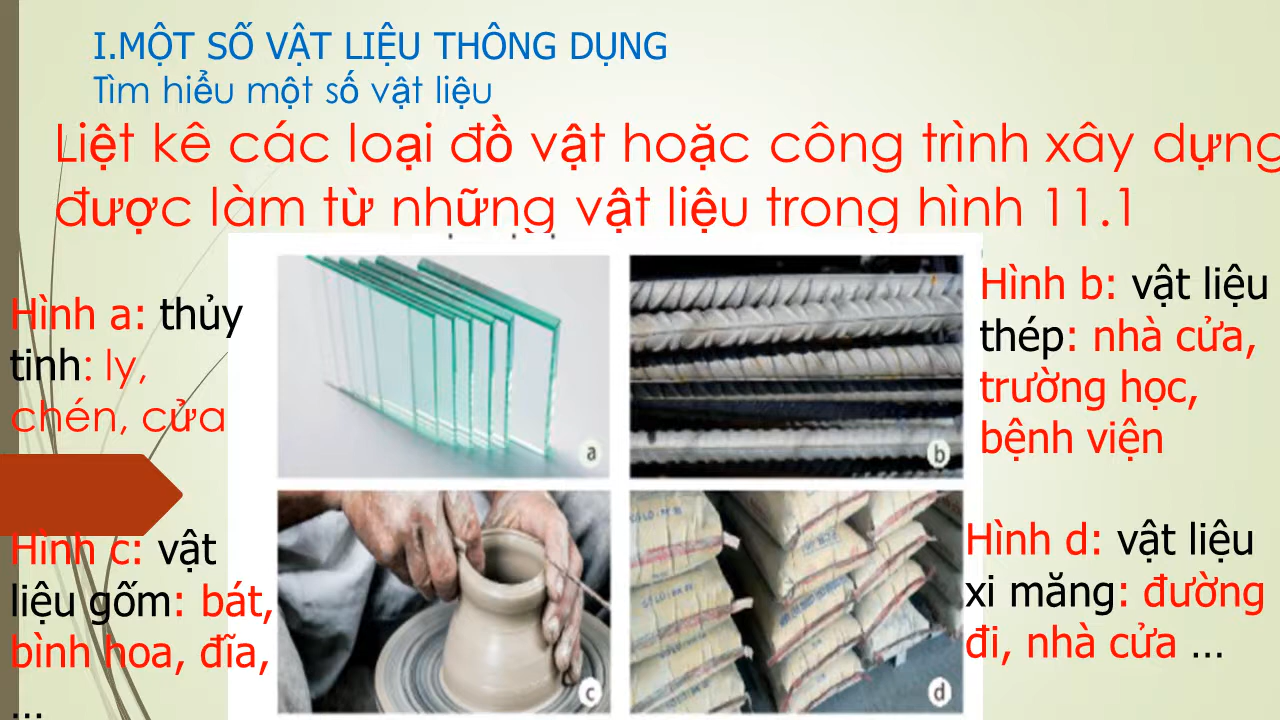 I.MỘT SỐ VẬT LIỆU THÔNG DỤNG
Tìm hiểu một số vật liệu
Liệt kê các loại đồ vật hoặc công trình xây dựng
được làm từ những vật liệu trong hình 11.1
Hình a: thủy
tinh: ly,
chén, cửa
Hình b: vật liệu
thép: nhà cửa,
trường học,
bệnh viện
a
b
Hình c: vật
liệu gốm: bát,
bình hoa, đĩa,
...
Hình d: vật liệu
xi măng: đường
đi, nhà cửa ...
c
d